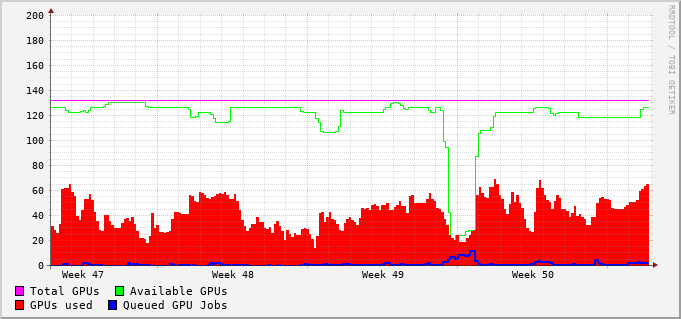 200
180
160
140
120
100
80
60
40
20
0
Week 47 Week 48 Week 49 Week 50
Total GPUs Available GPUs
GPUs used Queued GPU Jobs
RRDTOOL / TOBI OETIKER